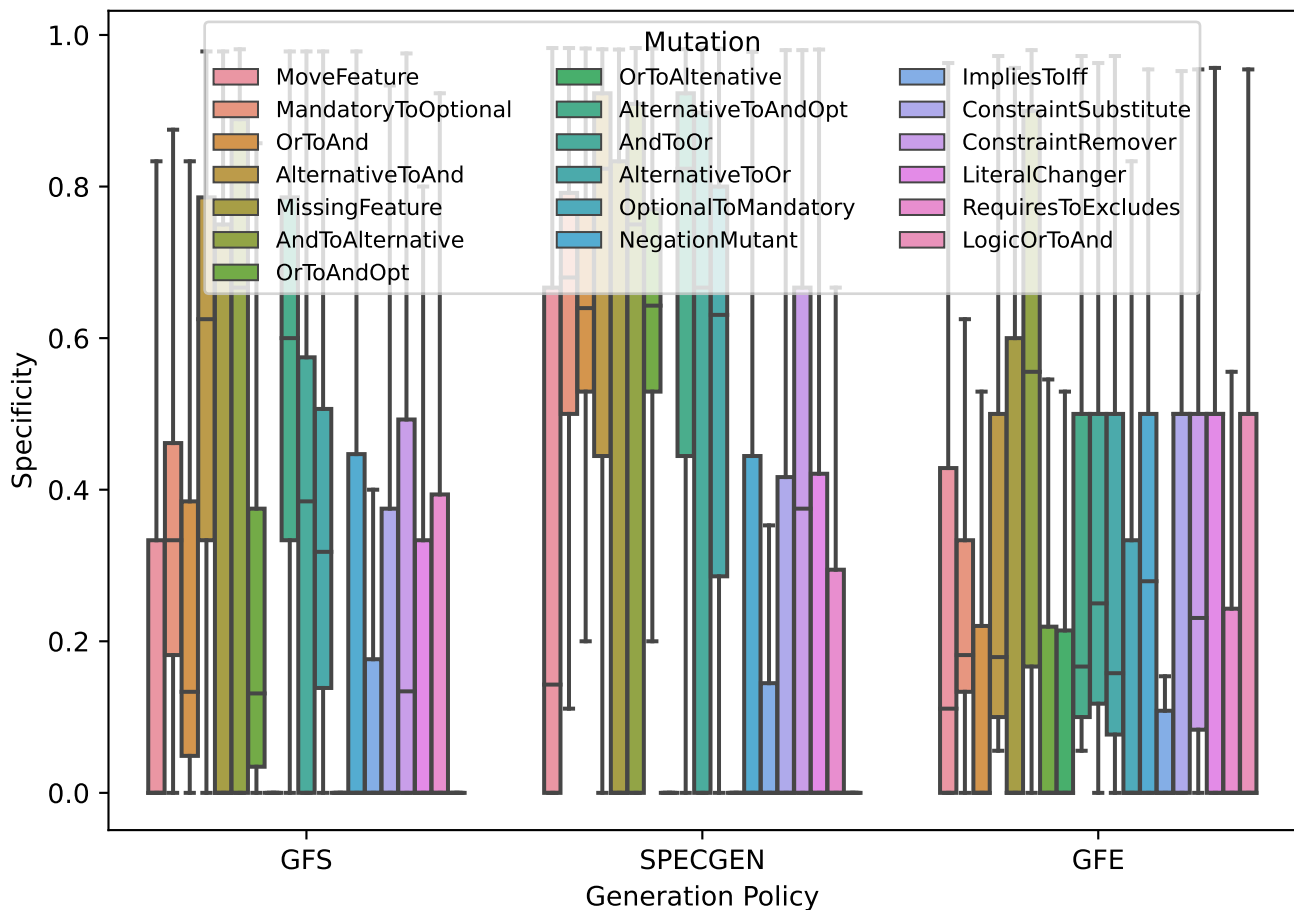 Mutation
MoveFeature
MandatoryToOptional
OrToAnd
AlternativeToAnd
MissingFeature
AndToAlternative
OrToAndOpt
OrToAltenative
AlternativeToAndOpt
AndToOr
AlternativeToOr
OptionalToMandatory
NegationMutant
ImpliesToIff
ConstraintSubstitute
ConstraintRemover
LiteralChanger
RequiresToExcludes
LogicOrToAnd
1.0
0.8
0.6
0.4
0.2
0.0
Specificity
GFS SPECGEN GFE
Generation Policy